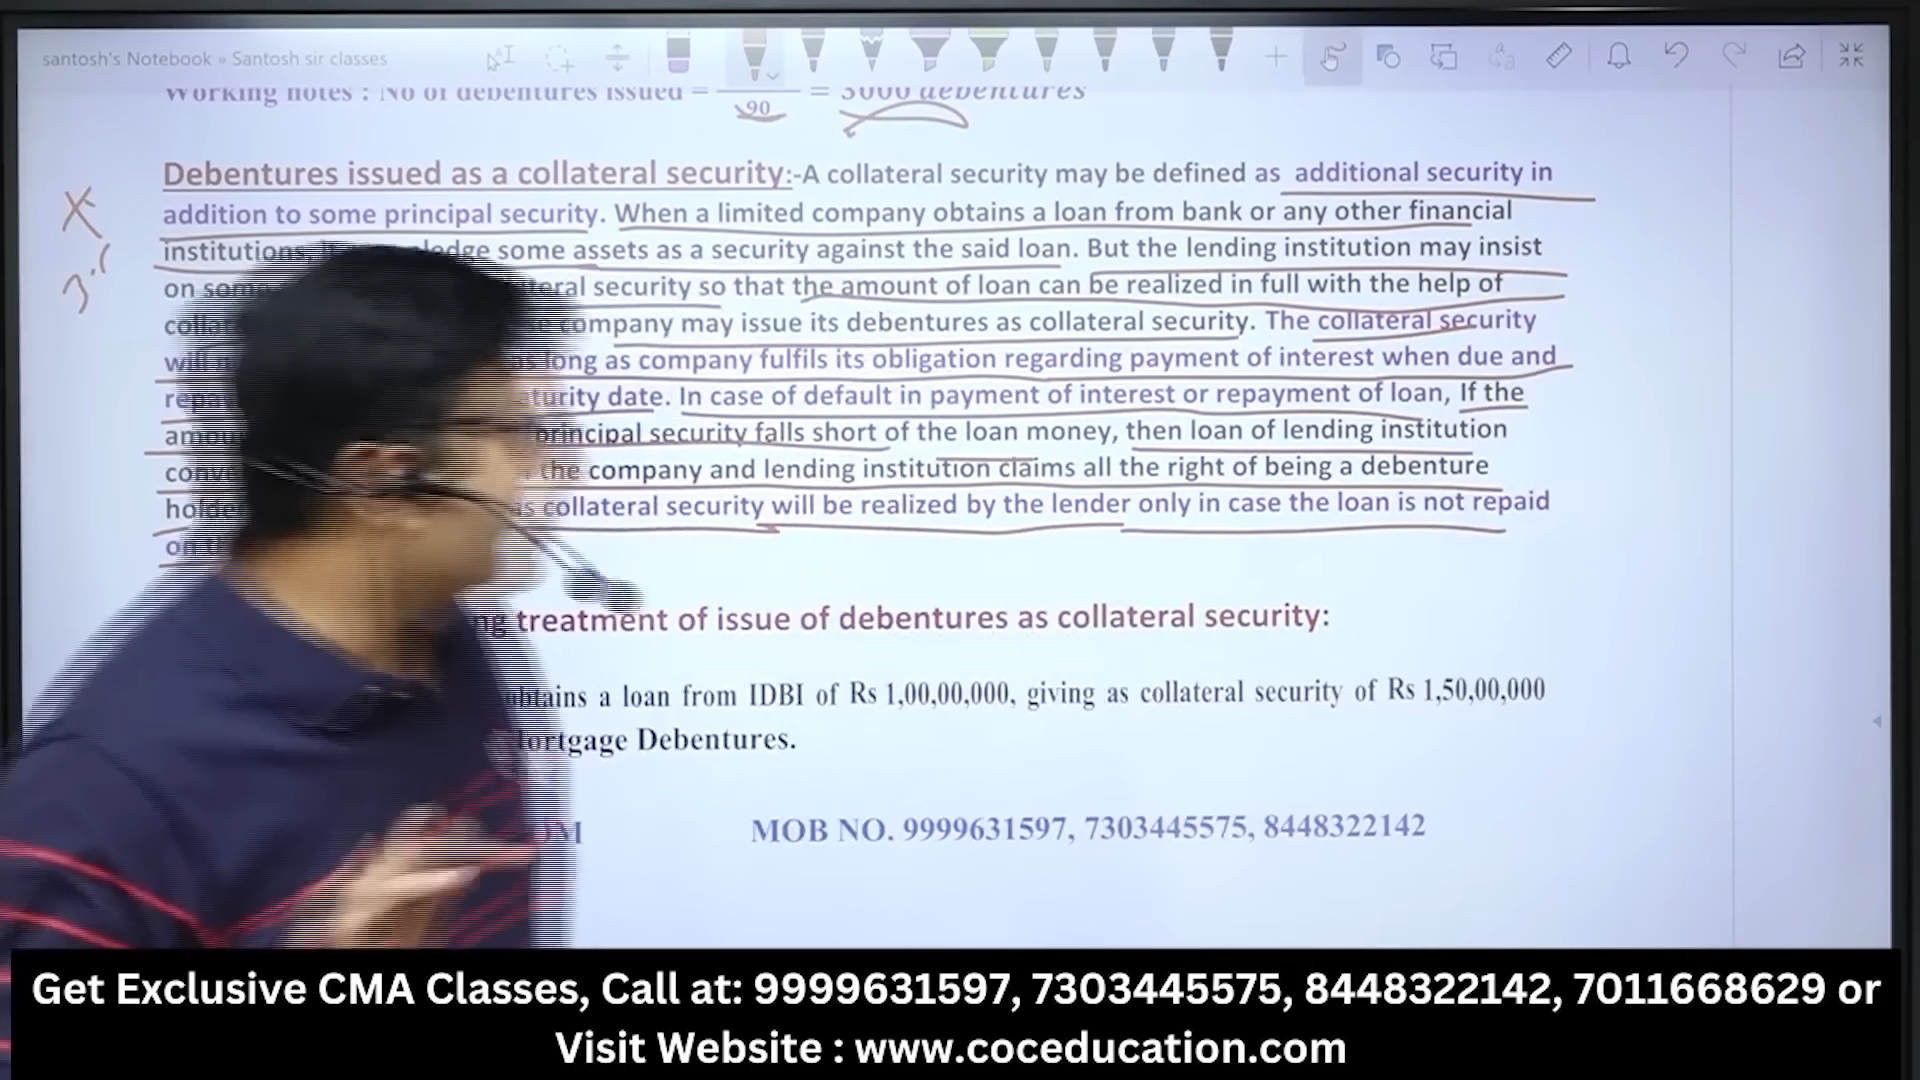 santosh's Notebook » Santosh sir classes
Working notes : No of debentures issued = = 3000 debentures
90
Debentures issued as a collateral security:-A collateral security may be defined as additional security in
addition to some principal security. When a limited company obtains a loan from bank or any other financial
institutions, some assets as a security against the said loan. But the lending institution may insist
on security so that the amount of loan can be realized in full with the help of
company may issue its debentures as collateral security. The collateral security
will as long as company fulfils its obligation regarding payment of interest when due and
date. In case of default in payment of interest or repayment of loan, If the
principal security falls short of the loan money, then loan of lending institution
the company and lending institution claims all the right of being a debenture
as collateral security will be realized by the lender only in case the loan is not repaid
treatment of issue of debentures as collateral security:
obtains a loan from IDBI of Rs 1,00,00,000, giving as collateral security of Rs 1,50,00,000
Mortgage Debentures.
MOB NO. 9999631597, 7303445575, 8448322142
Get Exclusive CMA Classes, Call at: 9999631597, 7303445575, 8448322142, 7011668629 or
Visit Website : www.coceducation.com